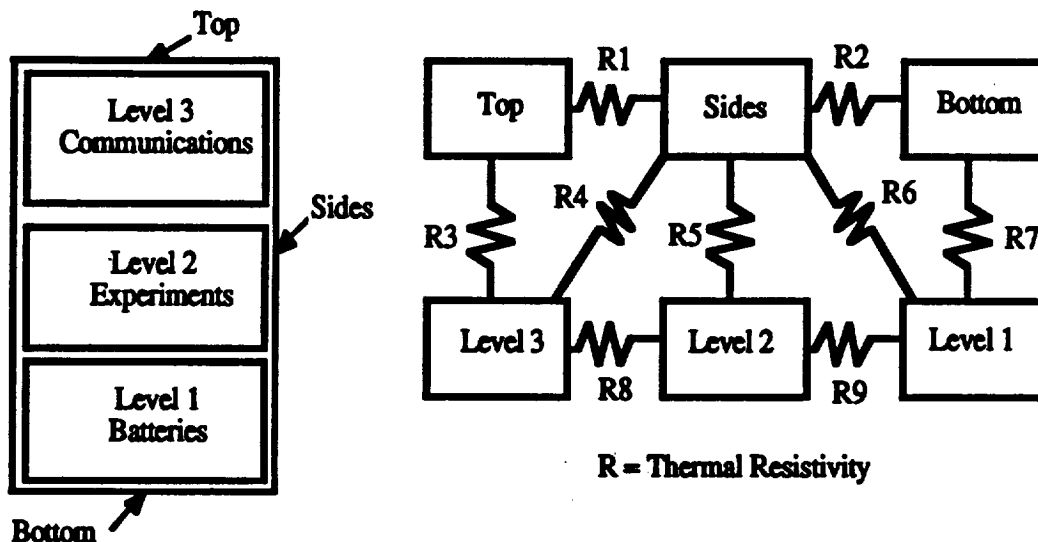 Top
Level 3
Communications
Sides
Level 2
Experiments
Level 1
Batteries
Bottom
R1
R2
Top
Sides
Bottom
R3
R4
R5
R6
R7
Level 3
Level 2
Level 1
R8
R9
R = Thermal Resistivity